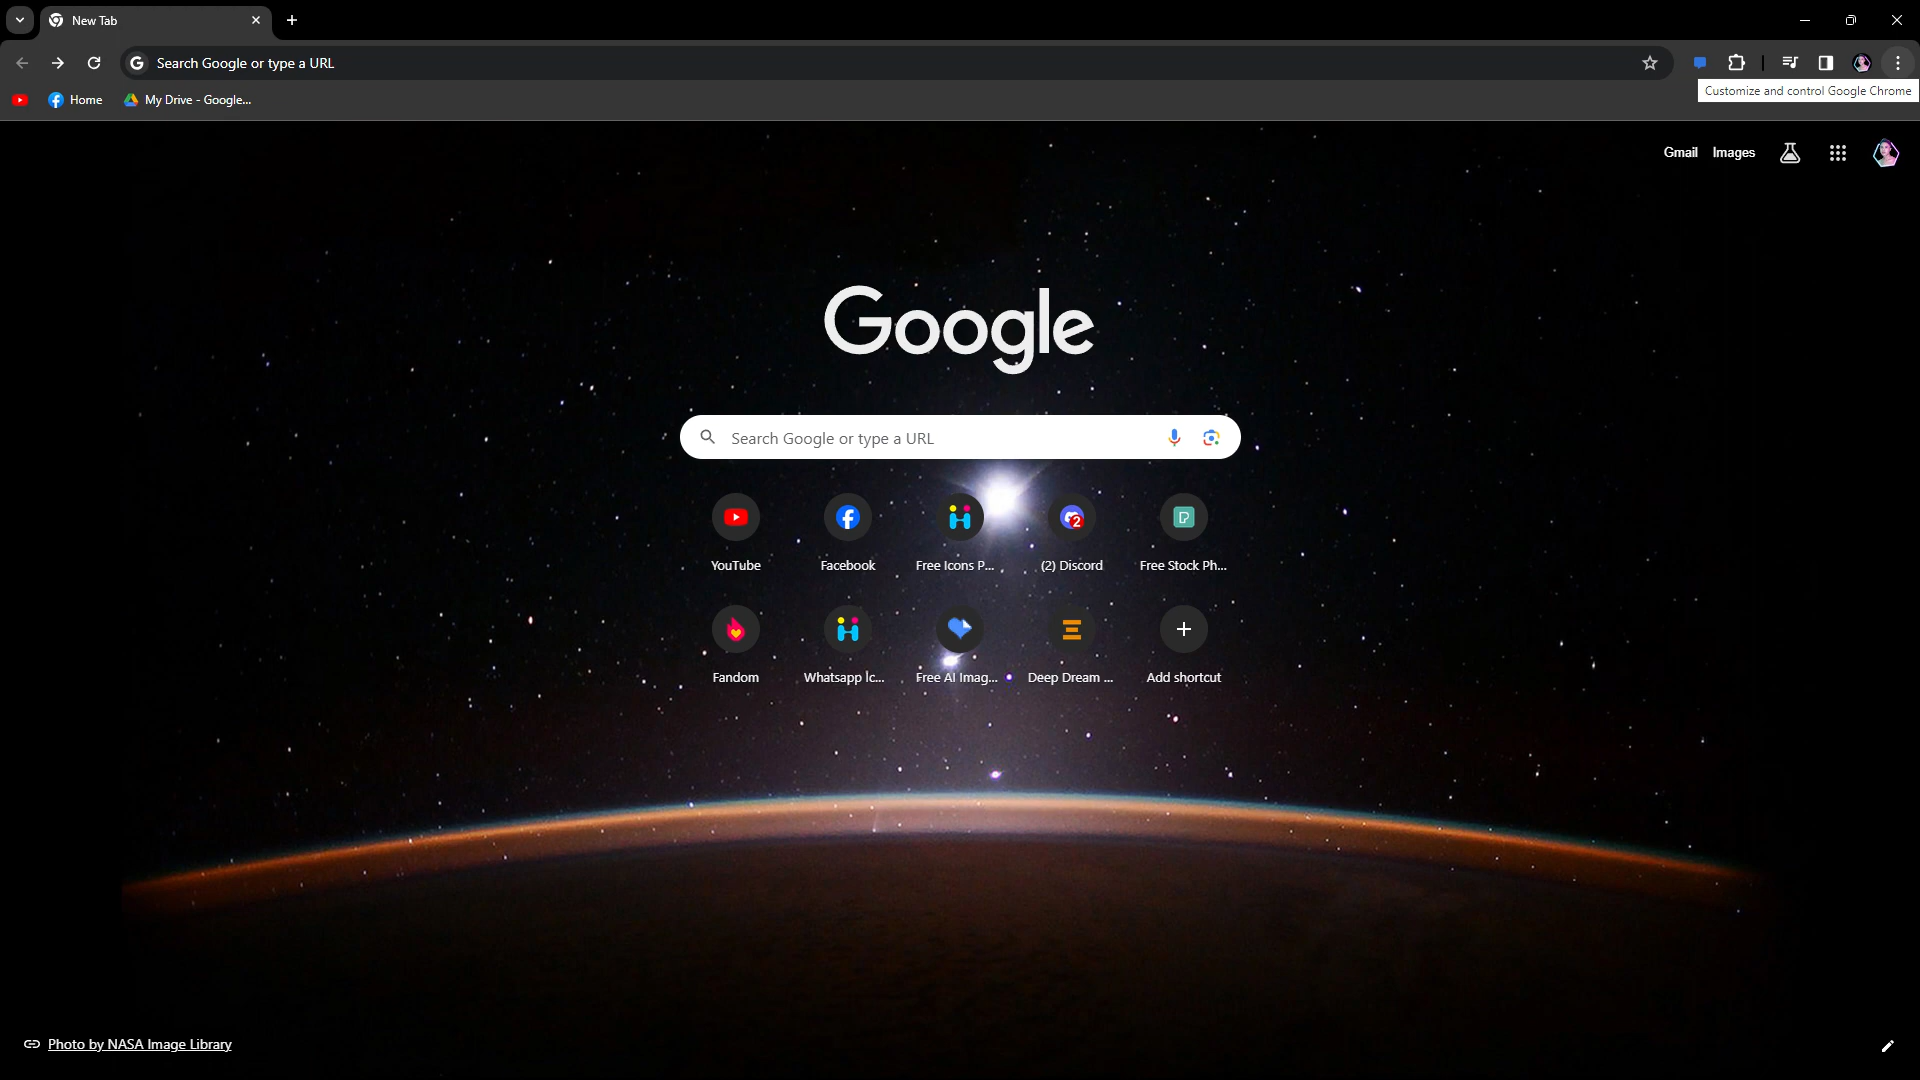 New Tab
Search Google or type a URL
Home
My Drive - Google...
Customize and control Google Chrome
Gmail
Images
Google
Search Google or type a URL
YouTube
Facebook
Free Icons P...
2
(2) Discord
Free Stock Ph...
Fandom
Whatsapp Ic...
Free AI Imag...
Deep Dream ...
Add shortcut
Photo by NASA Image Library